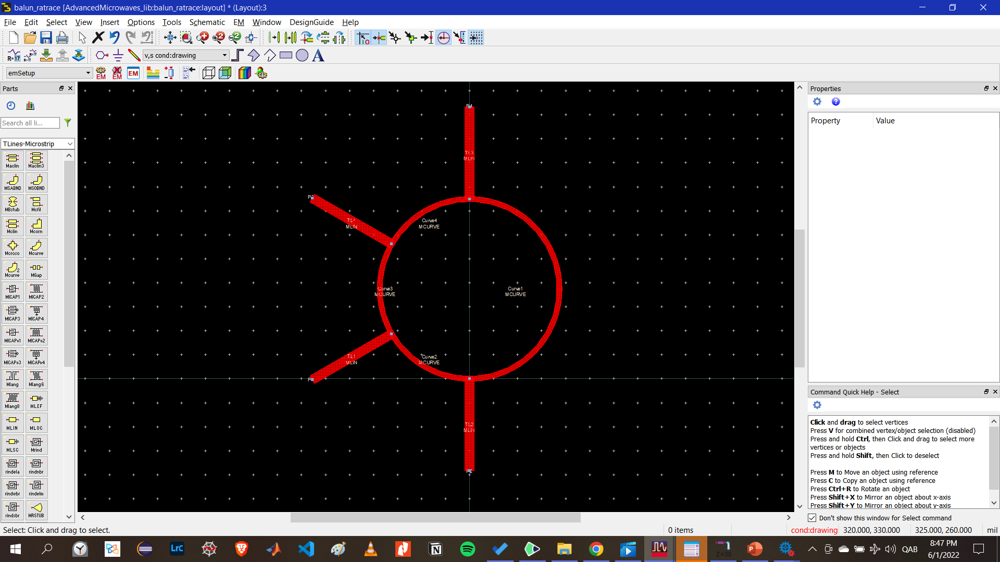 balun_ratrace [AdvancedMicrowaves_lib:balun_ratrace:layout] * (Layout):3
File Edit Select View Insert Options Tools Schematic EM Window DesignGuide Help
v,s cond:drawing
emSetup
EM EM EM
Parts
Search all li...
TLines-Microstrip
Maclin Maclin3
MSABND MSOBND
MBstub Mcfil
Mclin Mcorn
Mcroso Mcurve
Mcurve MGap
MICAP1 MICAP2
MICAP3 MICAP4
MICAPo1 MICAPo2
MICAPo3 MICAPo4
Mlang Mlang6
Mlang8 MLEF
MLIN MLOC
MLSC Mrind
rindela rindnbr
rindwbr rindelm
rindsbr MRSTUB
TL3
MLIN
Curve4
MCURVE
TL4
MLIN
Curve3
MCURVE
Curve1
MCURVE
TL1
MLIN
Curve2
MCURVE
TL2
MLIN
Properties
Property Value
Command Quick Help - Select
Click and drag to select vertices
Press V for combined vertex/object selection (disabled)
Press and hold Ctrl, then Click and drag to select more
vertices or objects
Press and hold Shift, then Click to deselect
Press M to Move an object using reference
Press C to Copy an object using reference
Press Ctrl+R to Rotate an object
Press Shift+X to Mirror an object about x-axis
Press Shift+Y to Mirror an object about y-axis
Don't show this window for Select command
Select: Click and drag to select.
0 items
cond:drawing 320.000, 330.000 325.000, 260.000 mil
LrC
Z=50
QAB
8:47 PM
6/1/2022